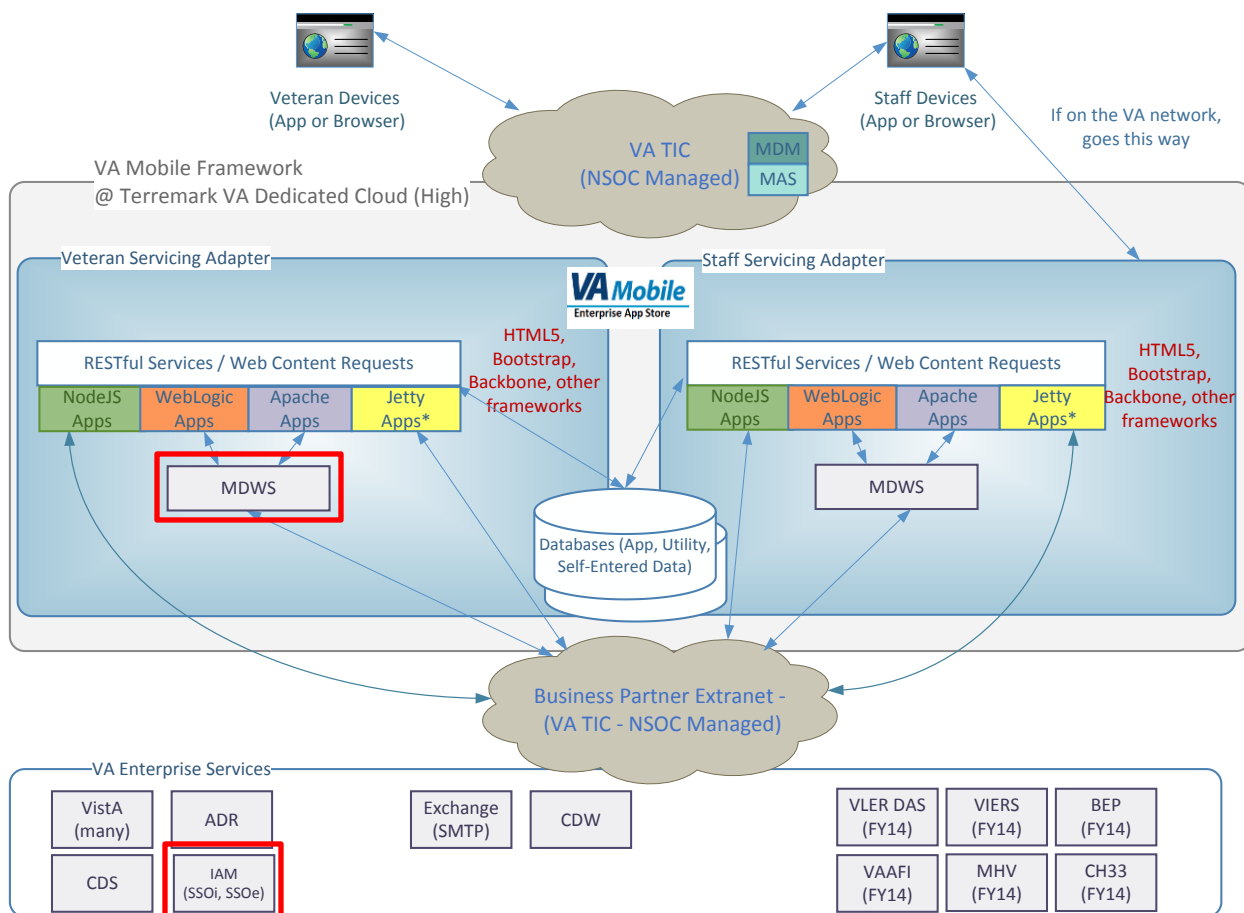 Veteran Devices
(App or Browser)
Staff Devices
(App or Browser)
If on the VA network,
goes this way
VA TIC
(NSOC Managed)
MDM
MAS
VA Mobile Framework
@ Terremark VA Dedicated Cloud (High)
Veteran Servicing Adapter
Staff Servicing Adapter
VA Mobile
Enterprise App Store
RESTful Services / Web Content Requests
NodeJS
Apps
WebLogic
Apps
Apache
Apps
Jetty
Apps*
HTML5,
Bootstrap,
Backbone, other
frameworks
MDWS
RESTful Services / Web Content Requests
NodeJS
Apps
WebLogic
Apps
Apache
Apps
Jetty
Apps*
HTML5,
Bootstrap,
Backbone, other
frameworks
MDWS
Databases (App, Utility,
Self-Entered Data)
Business Partner Extranet -
(VA TIC - NSOC Managed)
VA Enterprise Services
VistA
(many)
ADR
Exchange
(SMTP)
CDW
VLER DAS
(FY14)
VIERS
(FY14)
BEP
(FY14)
CDS
IAM
(SSOi, SSOe)
VAAFI
(FY14)
MHV
(FY14)
CH33
(FY14)